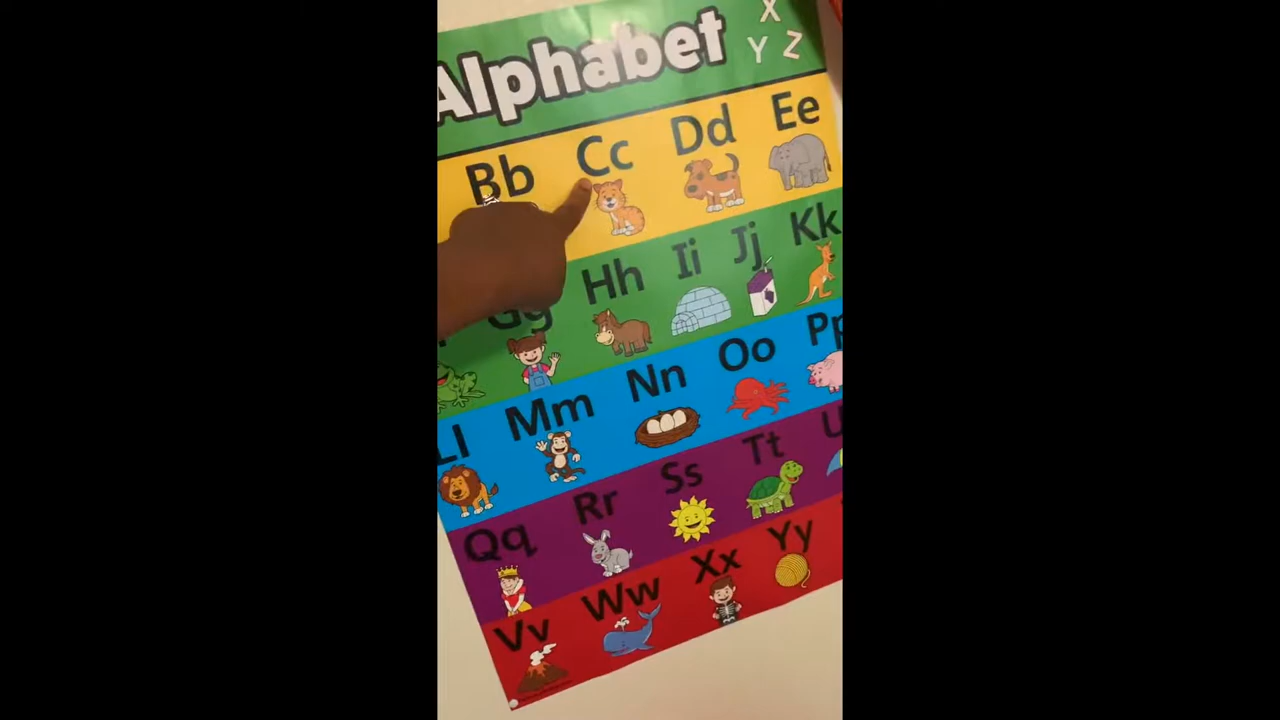 Alphabet
X
Y Z
Bb Cc Dd Ee
Gg Hh Ii Jj Kk
Ll Mm Nn Oo Pp
Qq Rr Ss Tt U
Vv Ww Xx Yy